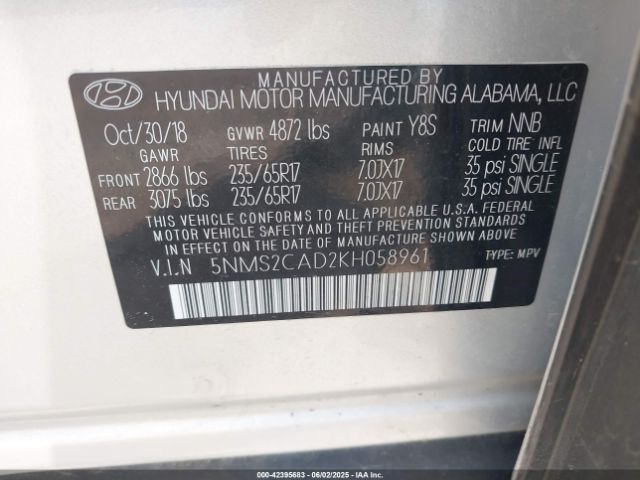 MANUFACTURED BY
HYUNDAI MOTOR MANUFACTURING ALABAMA, LLC
Oct/30/18 GVWR 4872 lbs PAINT Y8S TRIM NNB
GAWR TIRES RIMS COLD TIRE INFL
FRONT 2866 lbs 235/65R17 7.0JX17 35 psi SINGLE
REAR 3075 lbs 235/65R17 7.0JX17 35 psi SINGLE
THIS VEHICLE CONFORMS TO ALL APPLICABLE U.S.A. FEDERAL
MOTOR VEHICLE SAFETY AND THEFT PREVENTION STANDARDS
IN EFFECT ON THE DATE OF MANUFACTURE SHOWN ABOVE.
V.I.N 5NMS2CAD2KH058961 TYPE: MPV
000-42395683 - 06/02/2025 - IAA Inc.